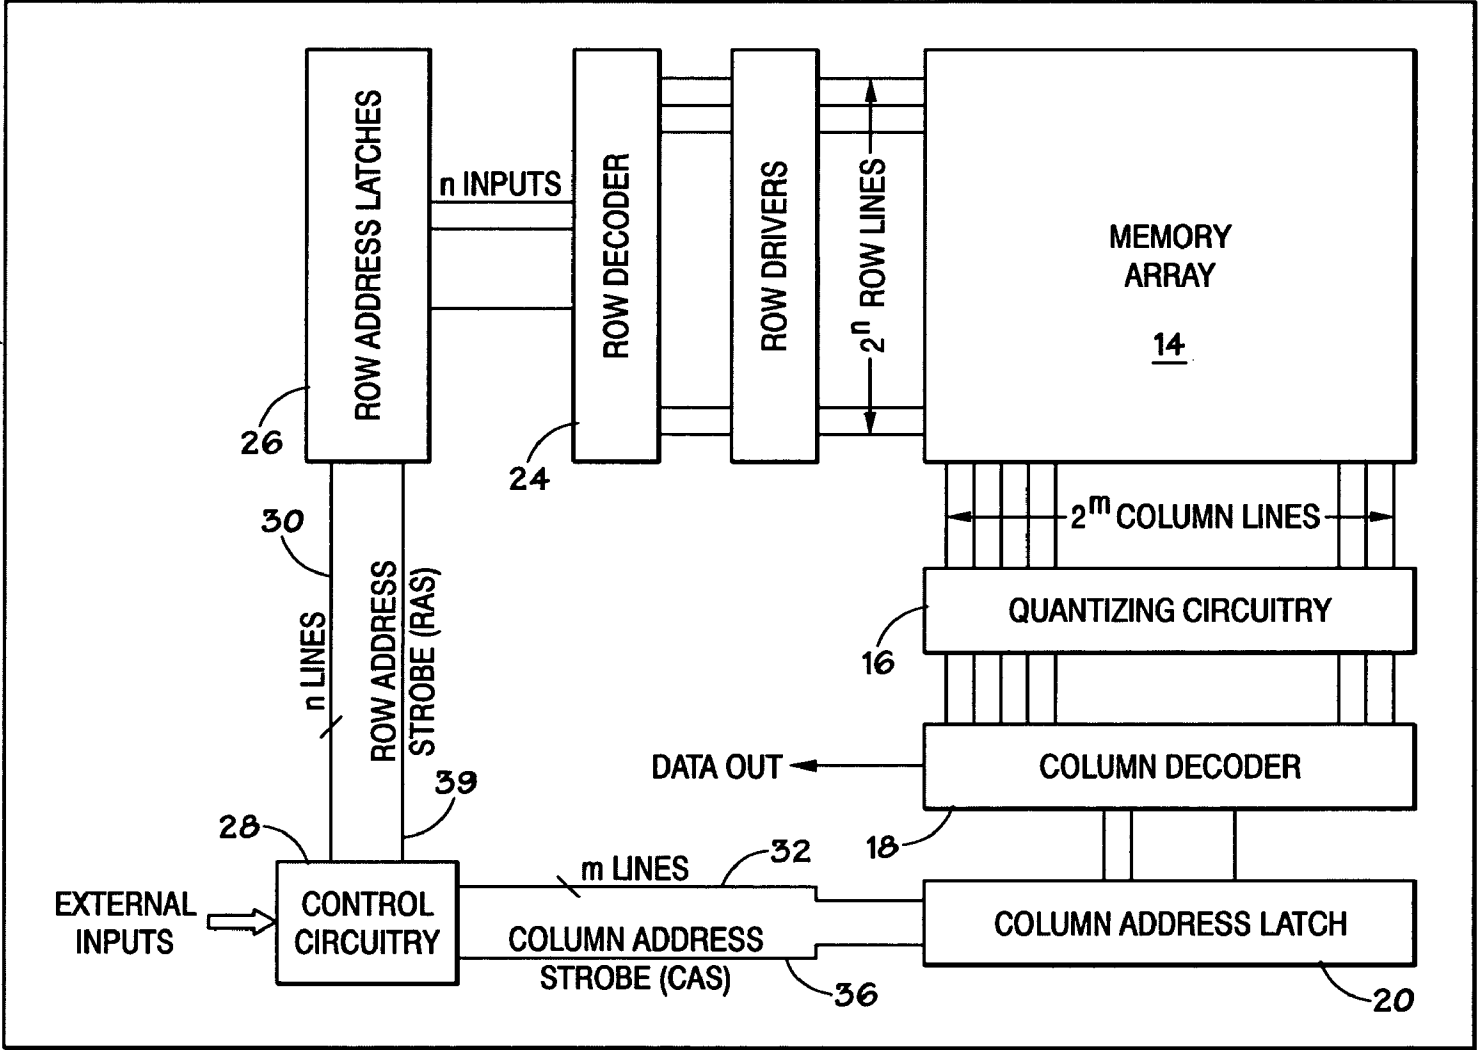 ROW ADDRESS LATCHES
26
n INPUTS
ROW DECODER
24
ROW DRIVERS
2^n ROW LINES
MEMORY
ARRAY
14
2^m COLUMN LINES
QUANTIZING CIRCUITRY
16
DATA OUT
COLUMN DECODER
18
30
n LINES
ROW ADDRESS
STROBE (RAS)
39
28
EXTERNAL
INPUTS
CONTROL
CIRCUITRY
m LINES
32
COLUMN ADDRESS
STROBE (CAS)
36
COLUMN ADDRESS LATCH
20